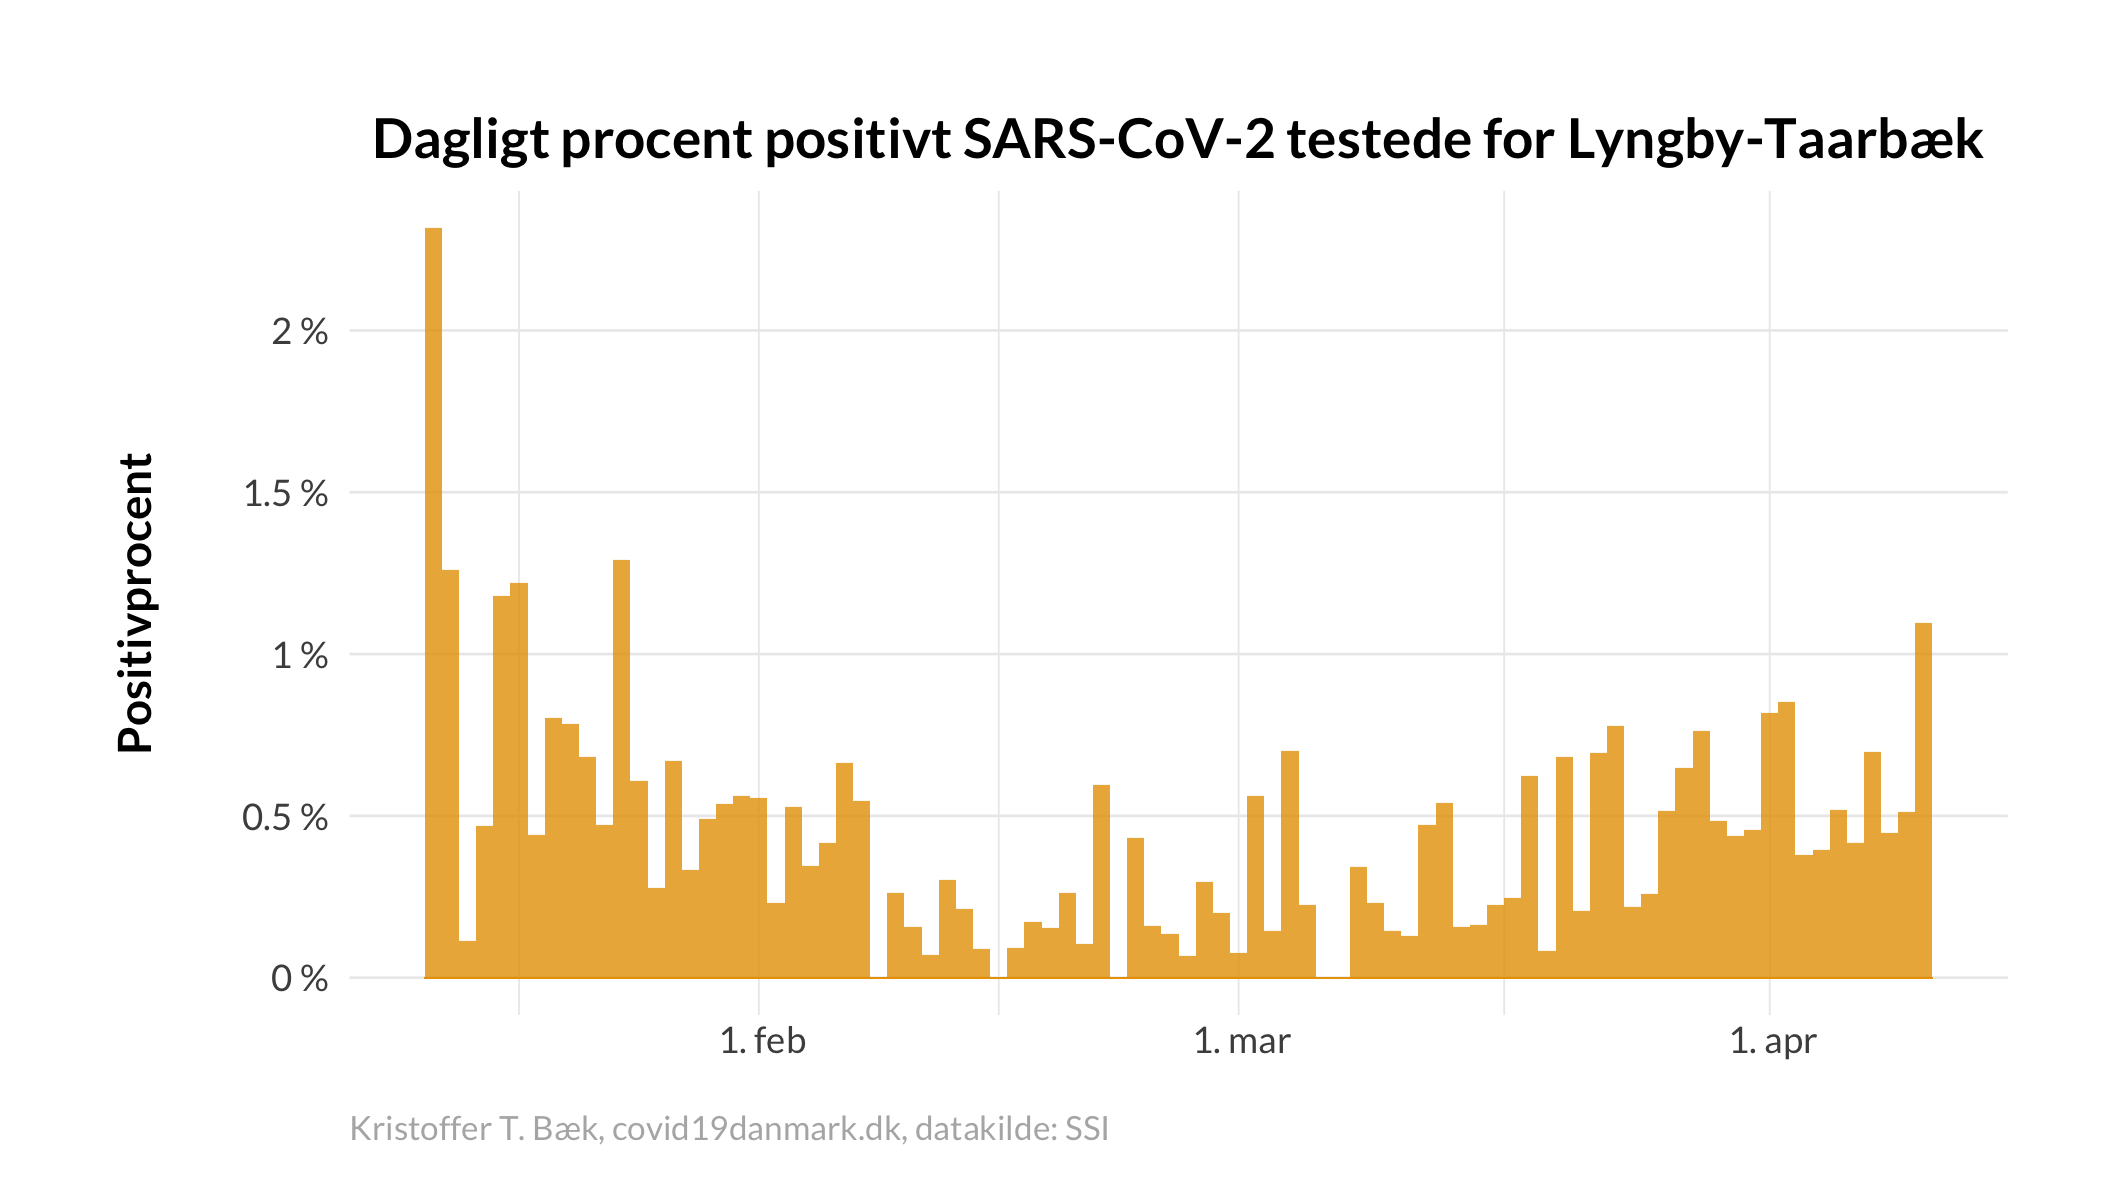 Dagligt procent positivt SARS-CoV-2 testede for Lyngby-Taarbæk
Positivprocent
2 %
1.5 %
1 %
0.5 %
0 %
1. feb
1. mar
1. apr
Kristoffer T. Bæk, covid19danmark.dk, datakilde: SSI